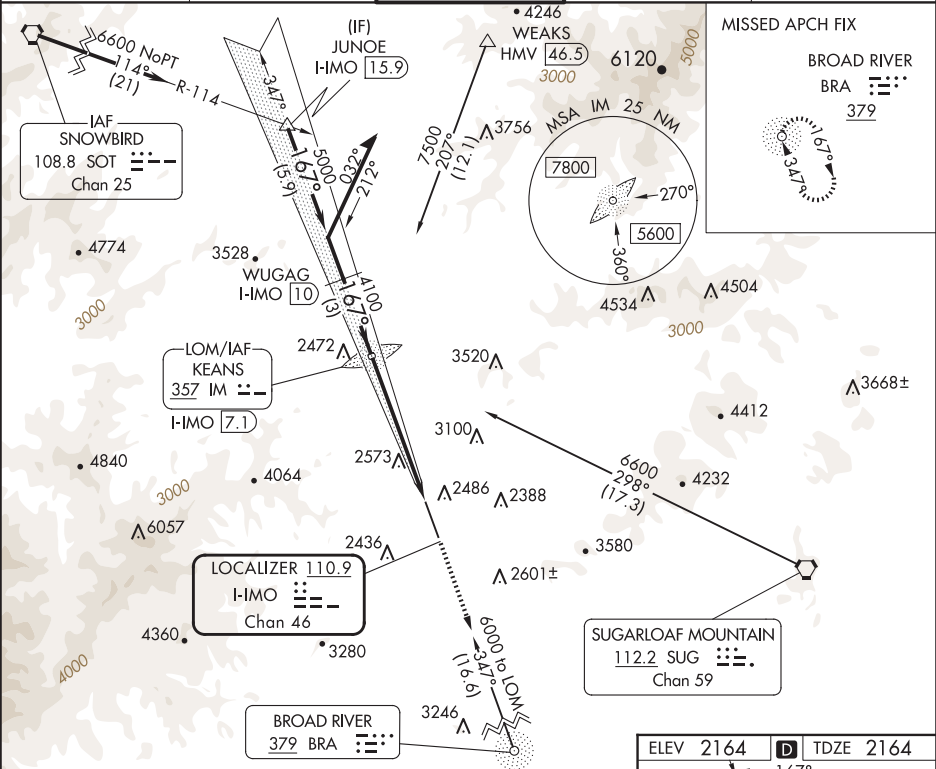 4246
WEAKS
HMV 46.5
3000
5000
6120
MISSED APCH FIX
BROAD RIVER
BRA
379
167°
347°
6600 NoPT
114°
(21)
R-114
(IF)
JUNOE
I-IMO 15.9
IAF
SNOWBIRD
108.8 SOT
Chan 25
347°
5000
167°
(5.9)
032°
212°
7500
207°
(12.1)
3756
MSA IM 25 NM
7800
270°
5600
360°
4774
3528
3000
WUGAG
I-IMO 10
4100
167°
(3)
4534
4504
3000
LOM/IAF
KEANS
357 IM
I-IMO 7.1
2472
3520
3668±
4412
3100
4840
4064
3000
2573
2486
2388
6600
298°
(17.3)
4232
6057
2436
3580
LOCALIZER 110.9
I-IMO
Chan 46
2601±
4360
3280
4000
6000 to LOM
347°
(16.6)
SUGARLOAF MOUNTAIN
112.2 SUG
Chan 59
BROAD RIVER
379 BRA
3246
ELEV 2164 D TDZE 2164
167°